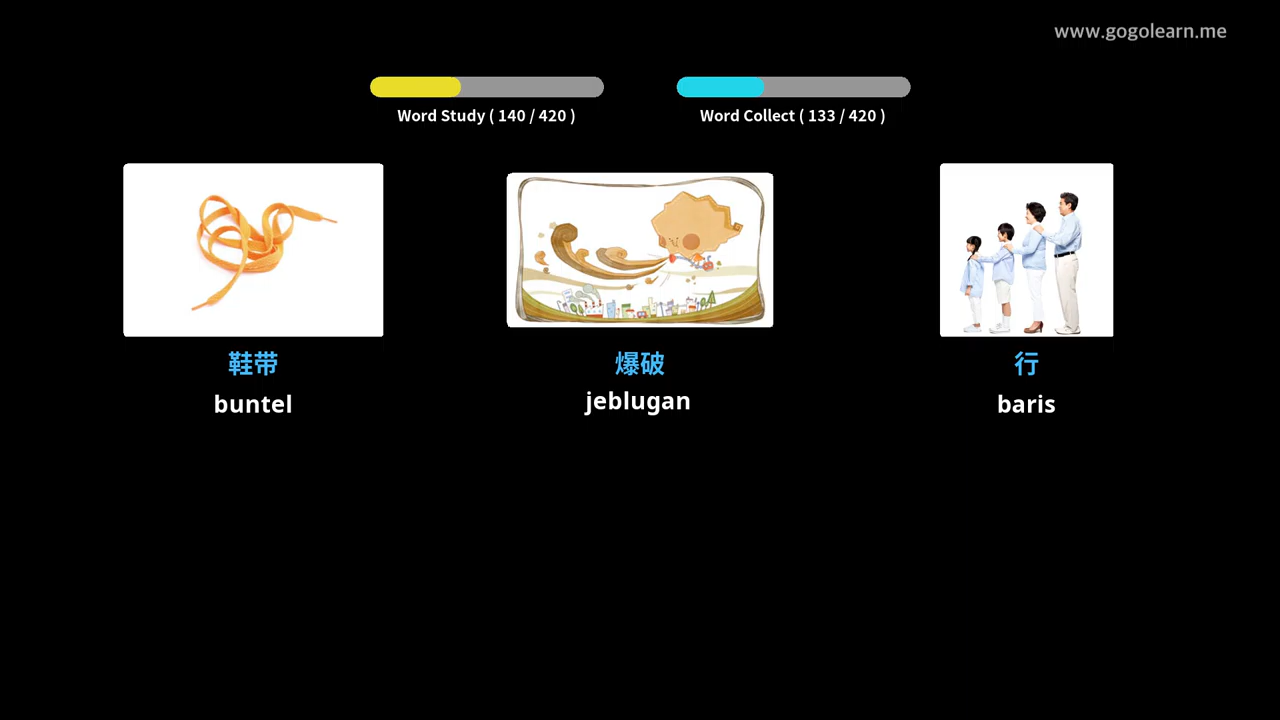 www.gogolearn.me
Word Study ( 140 / 420 )
Word Collect ( 133 / 420 )
鞋带
爆破
行
buntel
jeblugan
baris